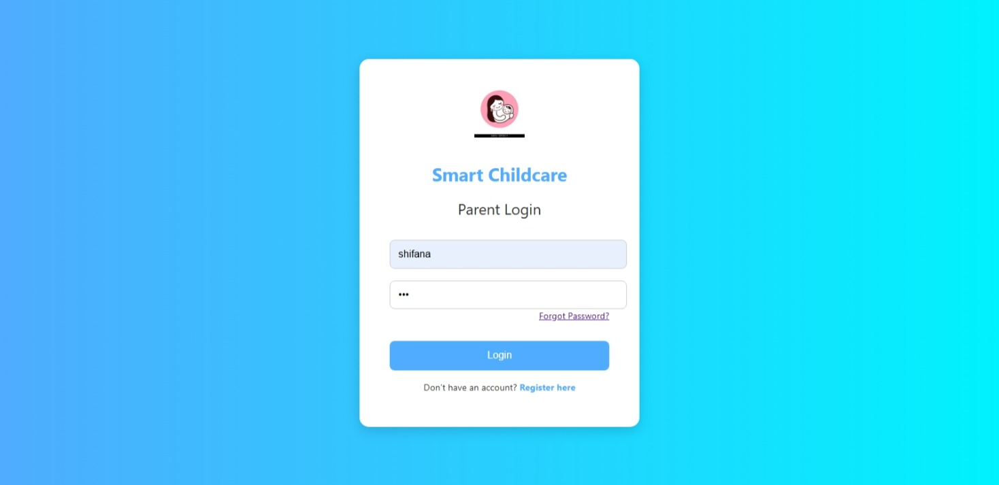 Smart Childcare
Parent Login
shifana
•••
Forgot Password?
Login
Don't have an account? Register here